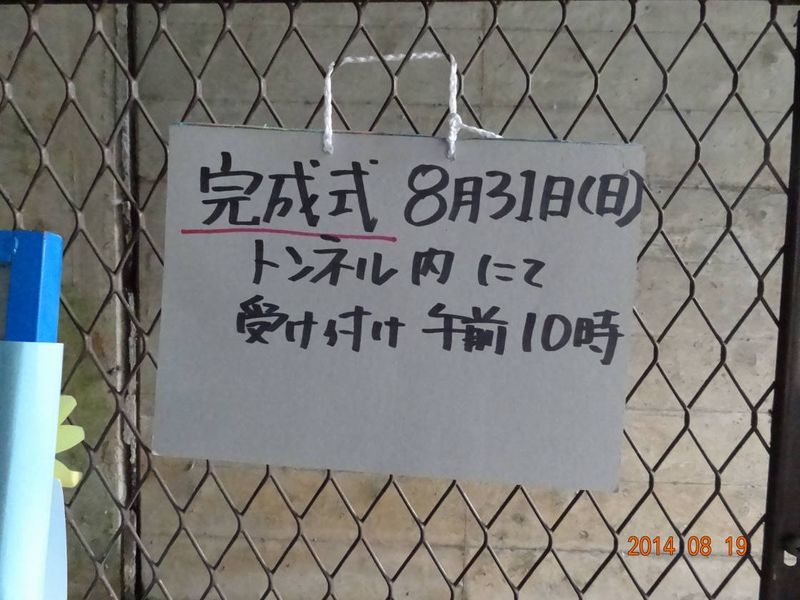 完成式 8月31日(日)
トンネル内にて
受け付け 午前10時
2014 08 19